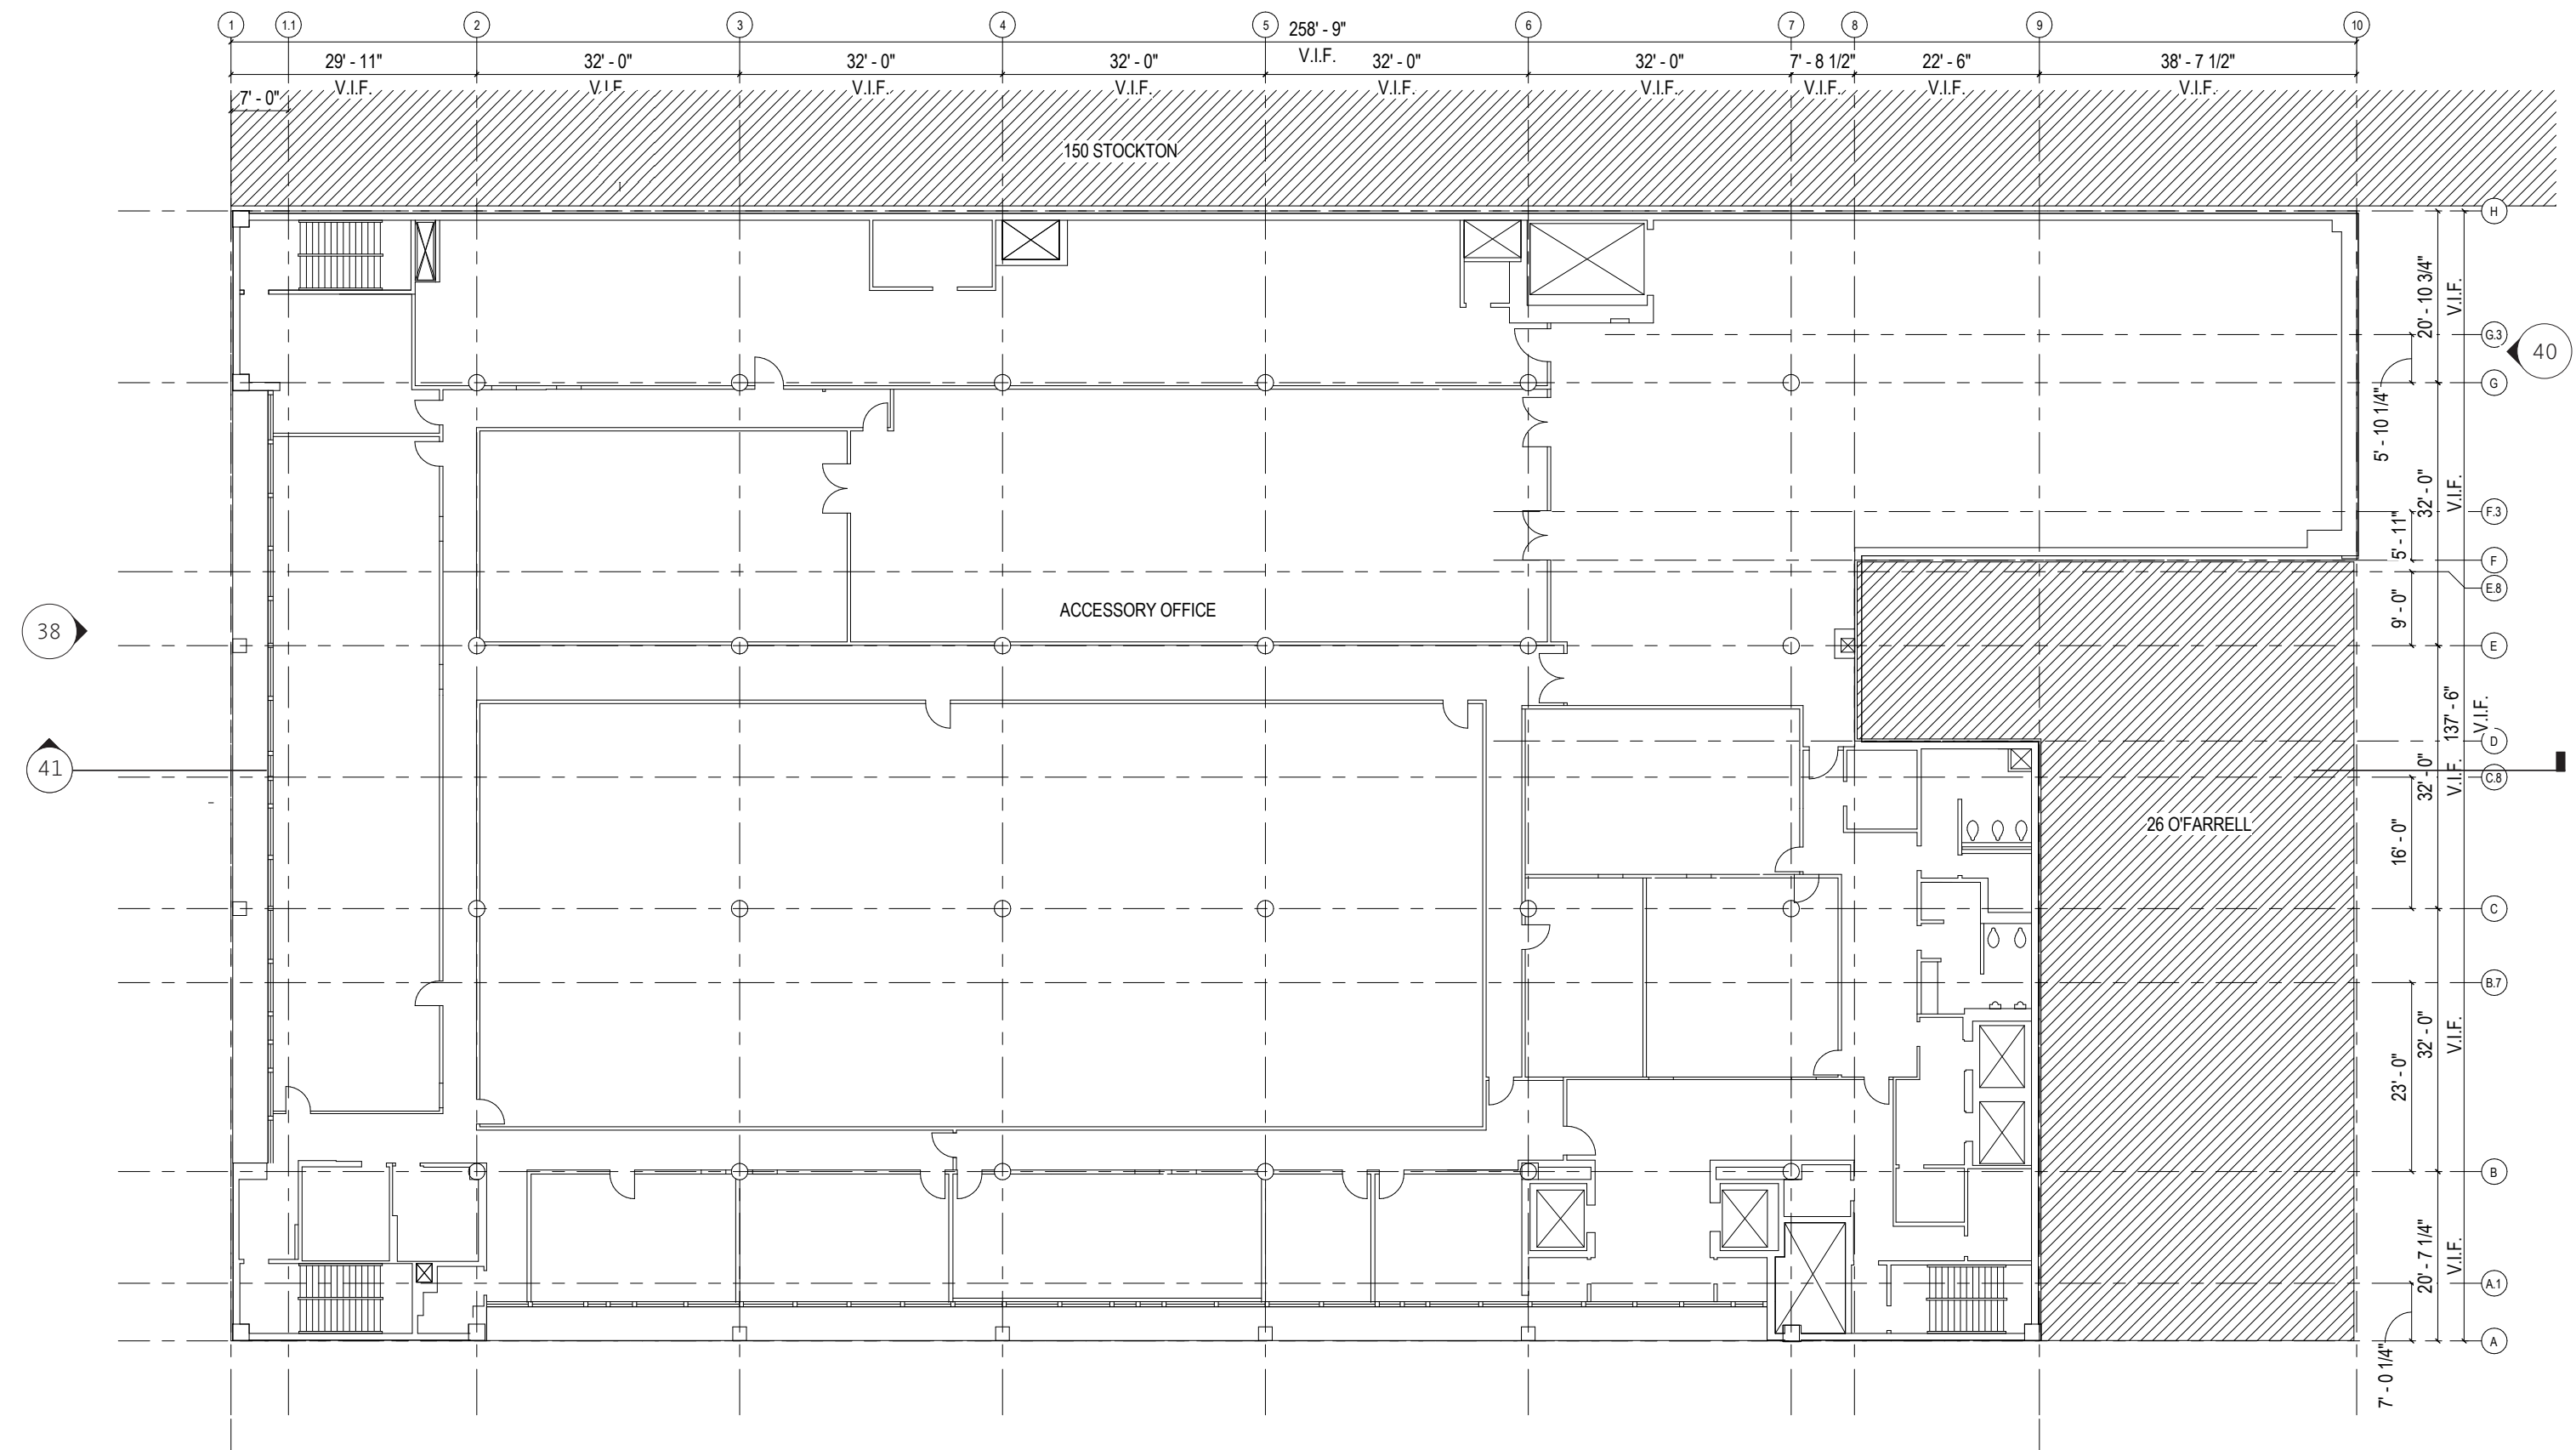 1 1.1 2 3 4 5 6 7 8 9 10
258' - 9"
V.I.F.
29' - 11" 32' - 0" 32' - 0" 32' - 0" 32' - 0" 32' - 0" 7' - 8 1/2" 22' - 6" 38' - 7 1/2"
V.I.F. V.I.F. V.I.F. V.I.F. V.I.F. V.I.F. V.I.F. V.I.F. V.I.F.
7' - 0"
150 STOCKTON
H
20' - 10 3/4"
V.I.F.
G.3
40
G
5' - 10 1/4"
32' - 0"
V.I.F.
F.3
5' - 11"
F
E.8
9' - 0"
ACCESSORY OFFICE
38
E
137' - 6"
V.I.F.
D
41
32' - 0"
V.I.F.
C.8
26 O'FARRELL
16' - 0"
C
B.7
32' - 0"
V.I.F.
23' - 0"
B
20' - 7 1/4"
V.I.F.
A.1
A
7' - 0 1/4"